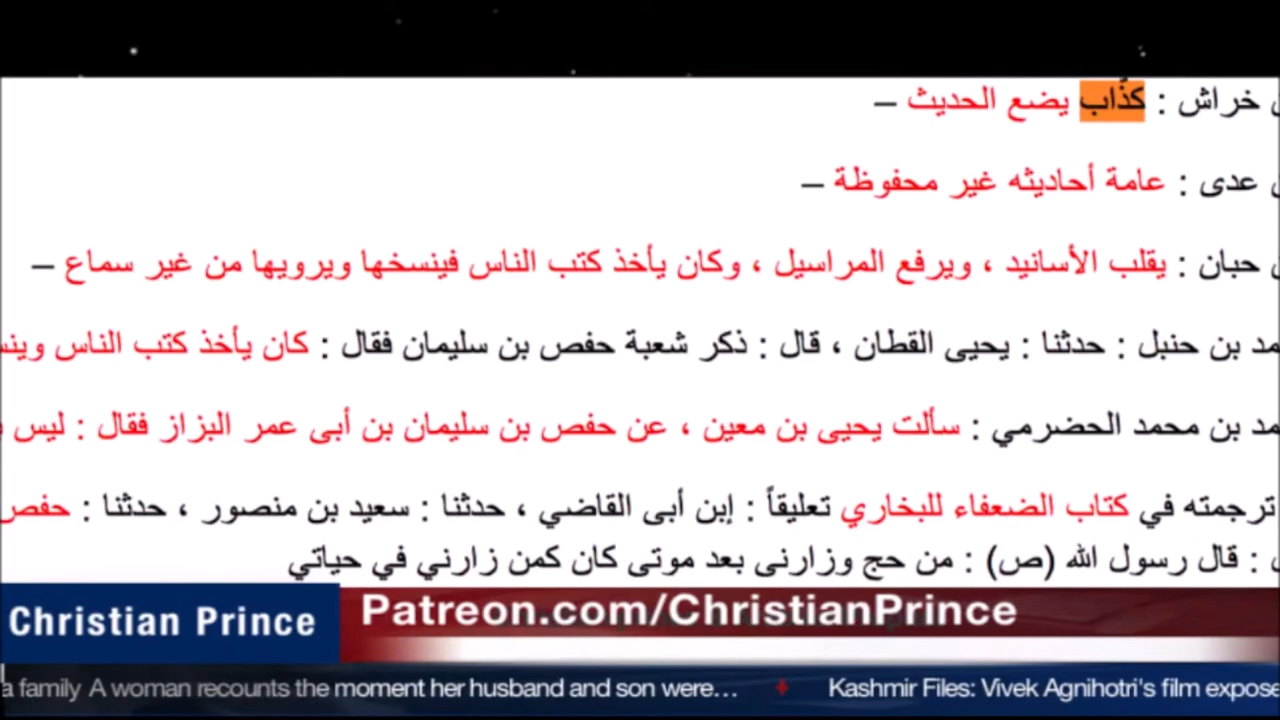 خراش : كذّاب يضع الحديث –
عدى : عامة أحاديثه غير محفوظة –
حبان : يقلب الأسانيد ، ويرفع المراسيل ، وكان يأخذ كتب الناس فينسخها ويرويها من غير سماع –
مد بن حنبل : حدثنا : يحيى القطان ، قال : ذكر شعبة حفص بن سليمان فقال : كان يأخذ كتب الناس وينس
مد بن محمد الحضرمي : سألت يحيى بن معين ، عن حفص بن سليمان بن أبى عمر البزاز فقال : ليس
ترجمته في كتاب الضعفاء للبخاري تعليقاً : إبن أبى القاضي ، حدثنا : سعيد بن منصور ، حدثنا : حفص
: قال رسول الله (ص) : من حج وزارنى بعد موتى كان كمن زارني في حياتي
Christian Prince
Patreon.com/ChristianPrince
a family A woman recounts the moment her husband and son were... Kashmir Files: Vivek Agnihotri's film expose